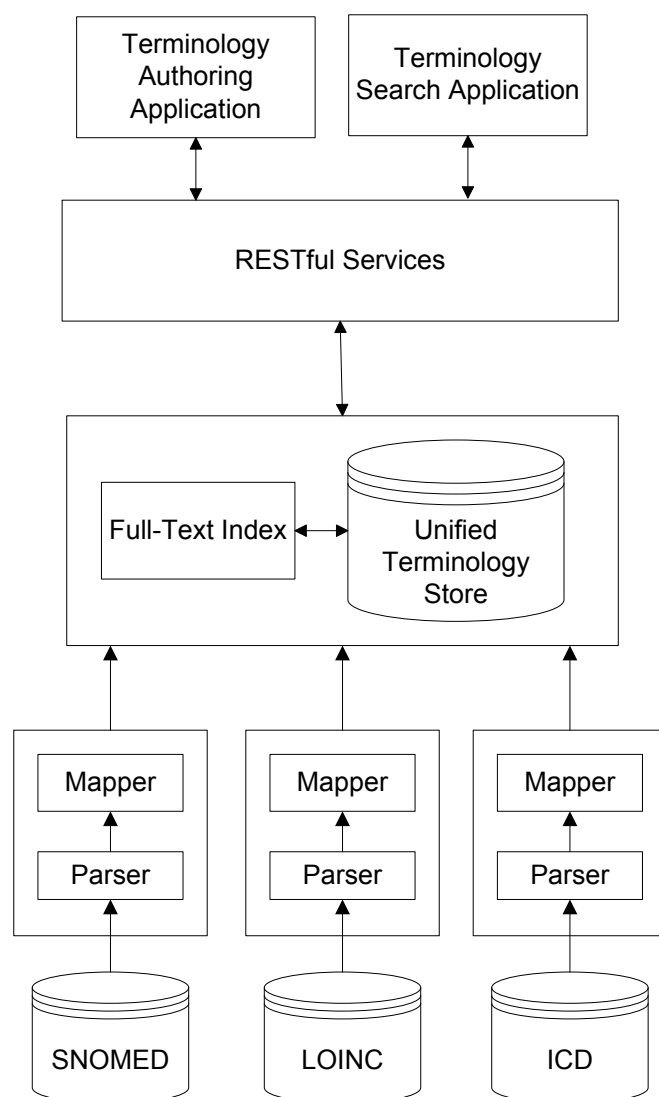 Terminology
Authoring
Application
Terminology
Search Application
RESTful Services
Full-Text Index
Unified
Terminology
Store
Mapper
Mapper
Mapper
Parser
Parser
Parser
SNOMED
LOINC
ICD